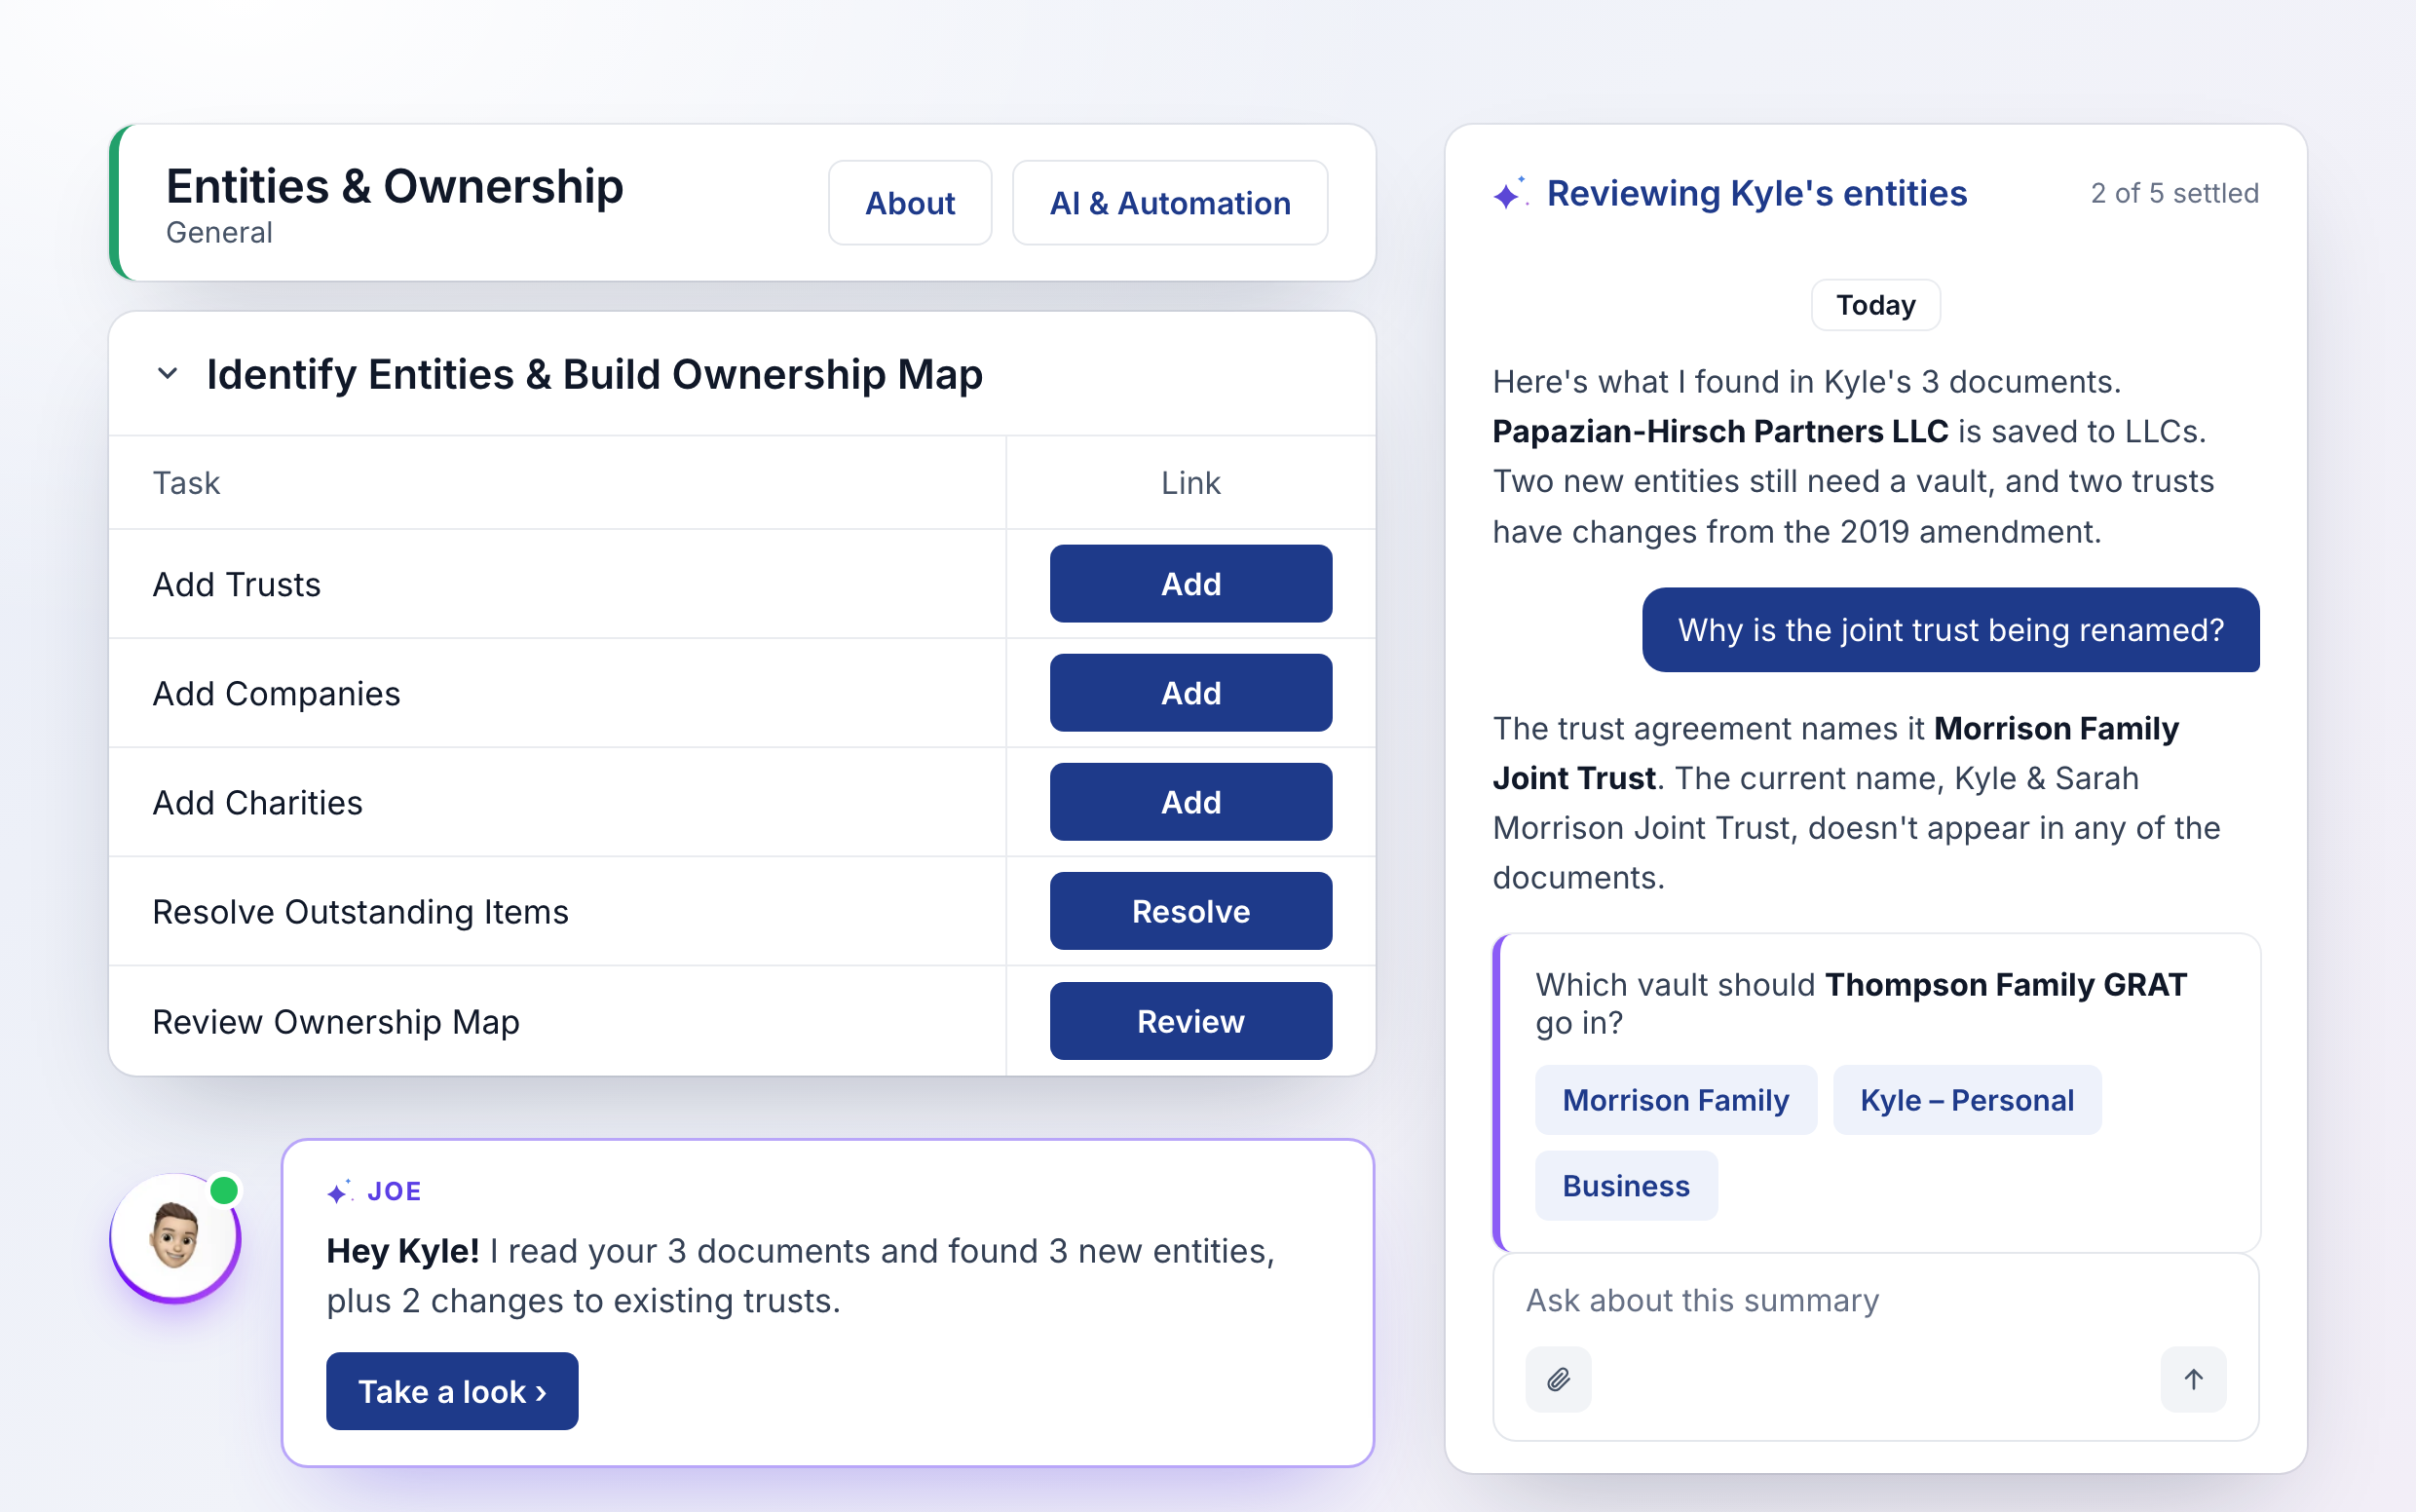 Entities & Ownership
General
About
AI & Automation
Identify Entities & Build Ownership Map
Task
Link
Add Trusts
Add
Add Companies
Add
Add Charities
Add
Resolve Outstanding Items
Resolve
Review Ownership Map
Review
JOE
Hey Kyle! I read your 3 documents and found 3 new entities,
plus 2 changes to existing trusts.
Take a look ›
Reviewing Kyle's entities
2 of 5 settled
Today
Here's what I found in Kyle's 3 documents.
Papazian-Hirsch Partners LLC is saved to LLCs.
Two new entities still need a vault, and two trusts
have changes from the 2019 amendment.
Why is the joint trust being renamed?
The trust agreement names it Morrison Family
Joint Trust. The current name, Kyle & Sarah
Morrison Joint Trust, doesn't appear in any of the
documents.
Which vault should Thompson Family GRAT
go in?
Morrison Family
Kyle – Personal
Business
Ask about this summary